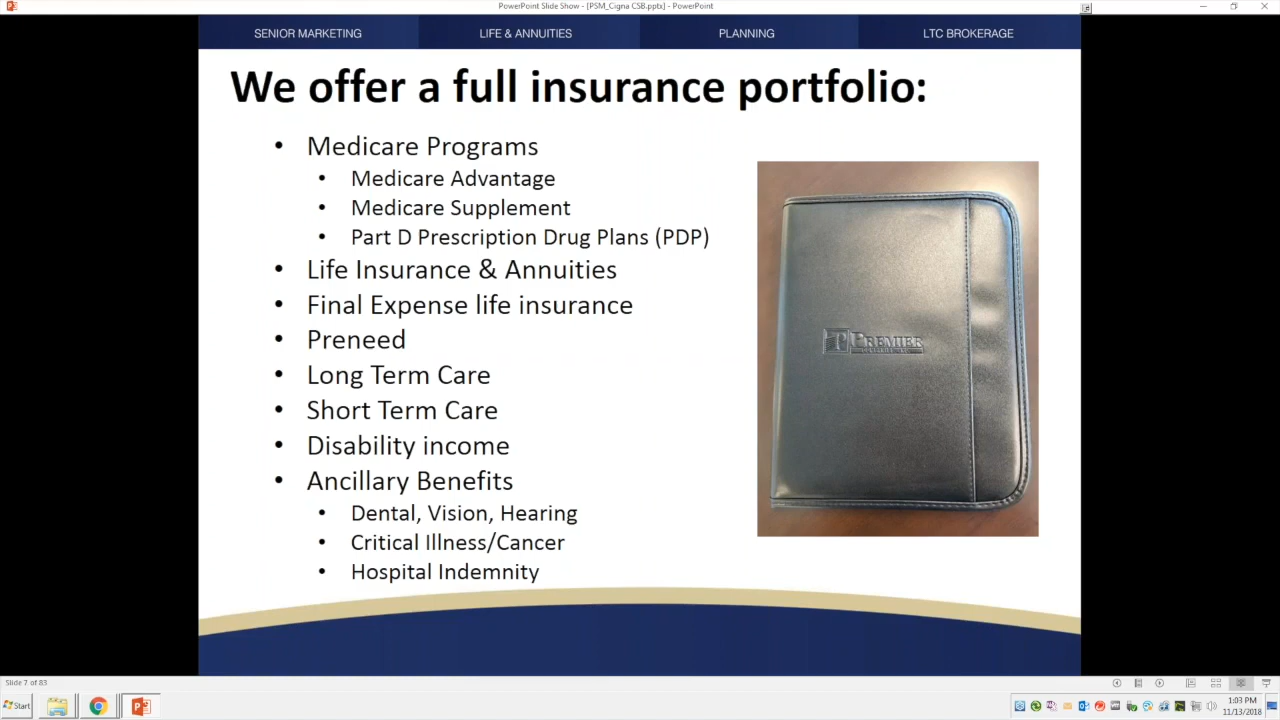 PowerPoint Slide Show - [PSM_Cigna CSB.pptx] - PowerPoint
SENIOR MARKETING
LIFE & ANNUITIES
PLANNING
LTC BROKERAGE
We offer a full insurance portfolio:
• Medicare Programs
• Medicare Advantage
• Medicare Supplement
• Part D Prescription Drug Plans (PDP)
• Life Insurance & Annuities
• Final Expense life insurance
• Preneed
• Long Term Care
• Short Term Care
• Disability income
• Ancillary Benefits
• Dental, Vision, Hearing
• Critical Illness/Cancer
• Hospital Indemnity
PREMIER
Slide 7 of 83
Start
1:03 PM
11/13/2018